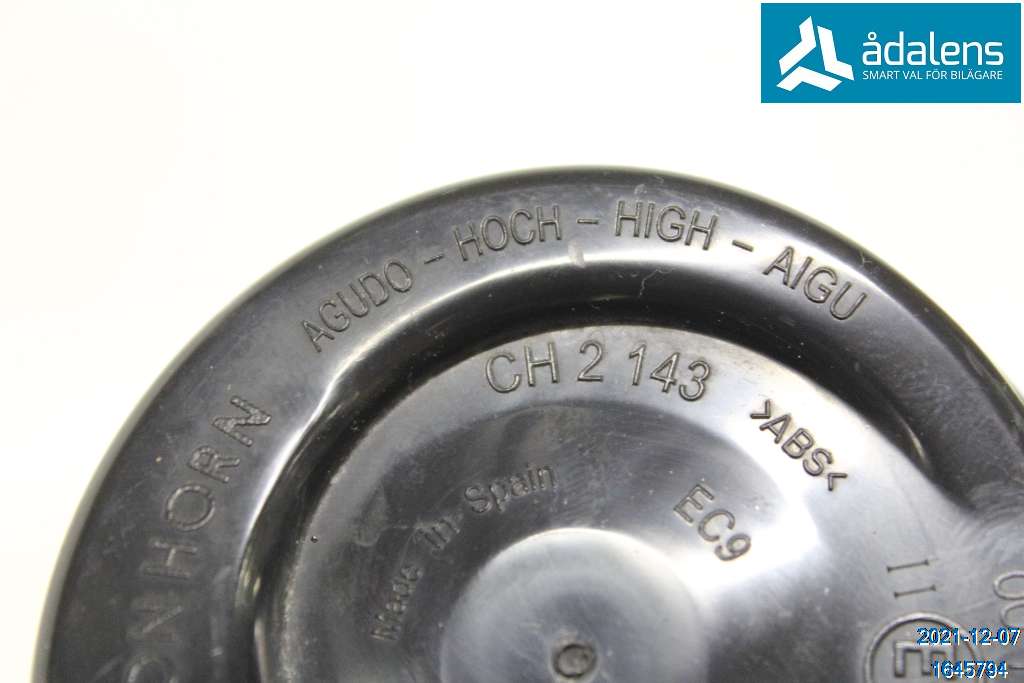 ådalens
SMART VAL FÖR BILÄGARE
AGUDO - HOCH - HIGH - AIGU
CH 2 143
>ABS<
HORN
Made in Spain
EC9
II
2021-12-07
1645794